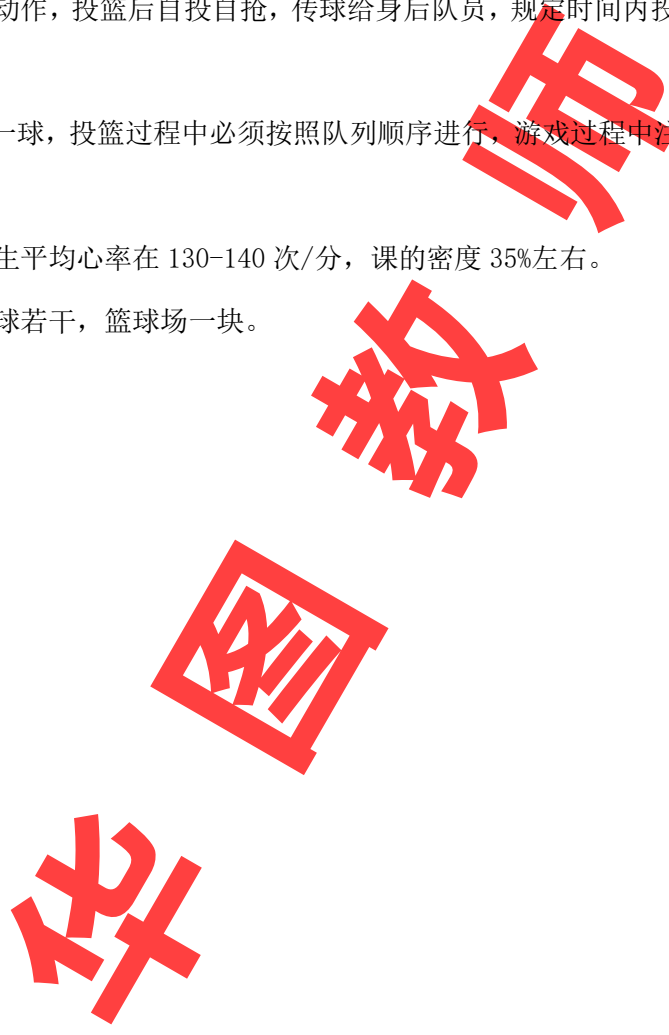 动作，投篮后自投自抢，传球给身后队员，规定时间内投
一球，投篮过程中必须按照队列顺序进行，游戏过程中注
生平均心率在 130-140 次/分，课的密度 35%左右。
球若干，篮球场一块。
华图教师